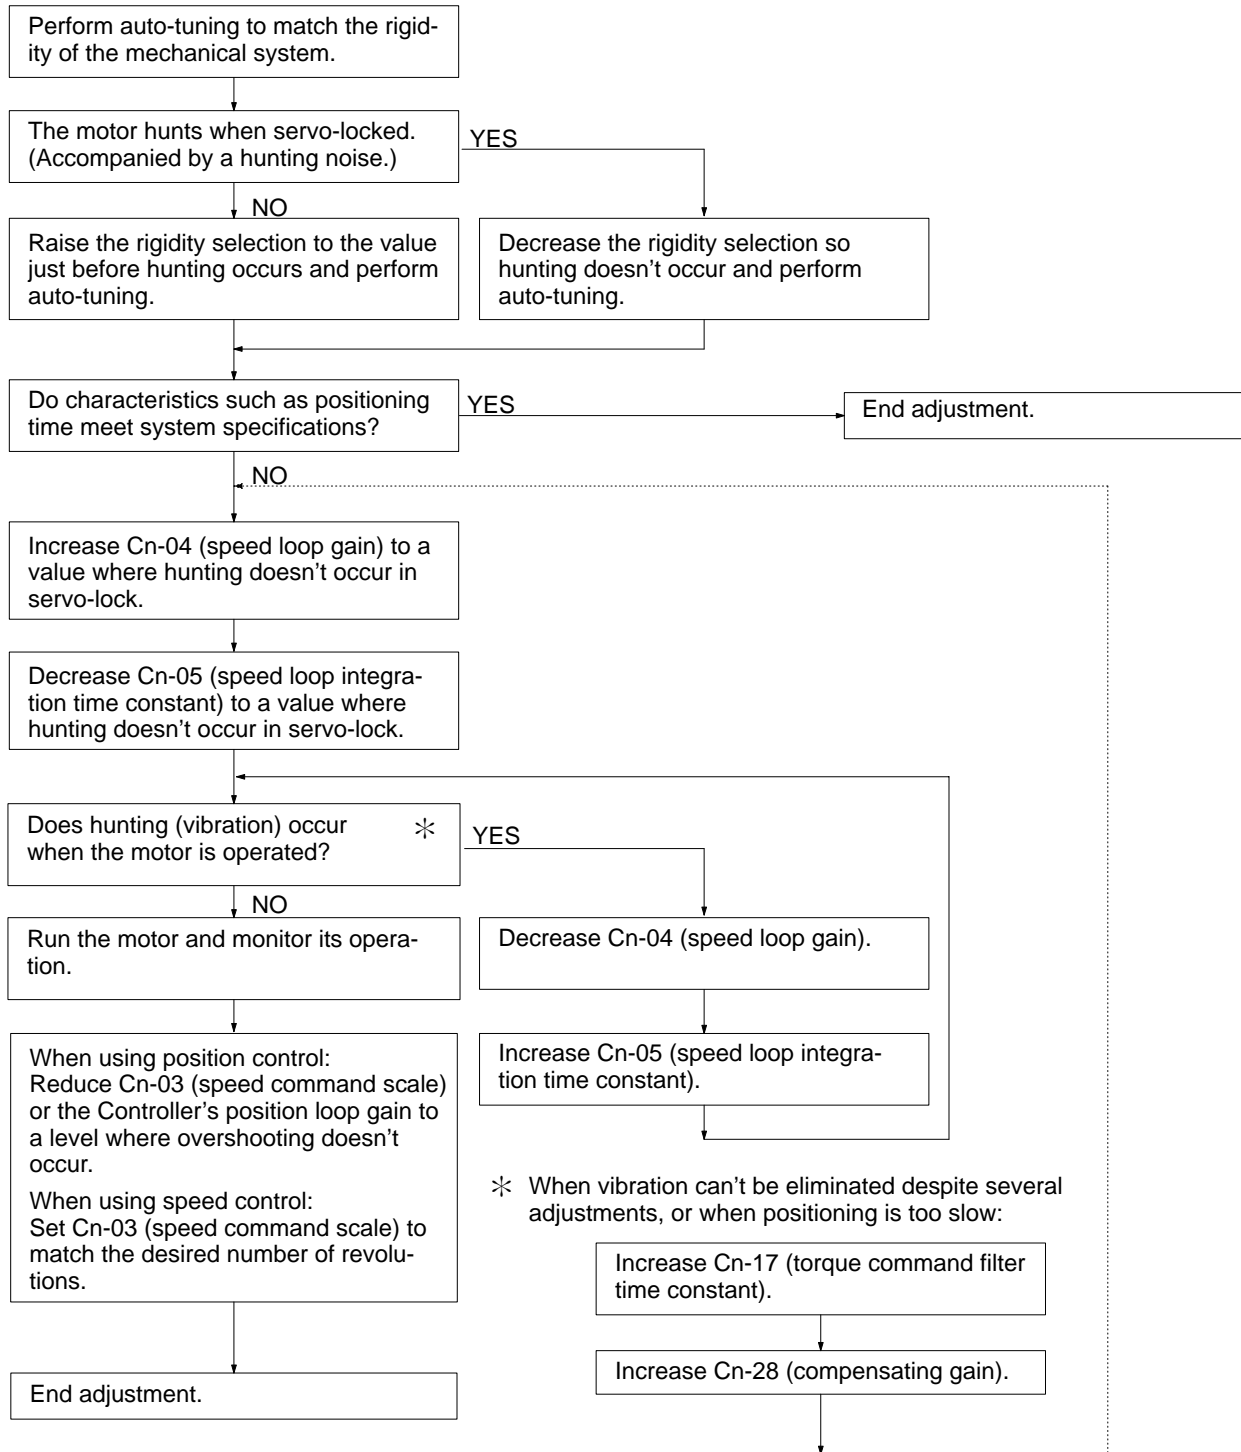 Perform auto-tuning to match the rigid-
ity of the mechanical system.
The motor hunts when servo-locked.
(Accompanied by a hunting noise.)
YES
NO
Raise the rigidity selection to the value
just before hunting occurs and perform
auto-tuning.
Decrease the rigidity selection so
hunting doesn't occur and perform
auto-tuning.
Do characteristics such as positioning
time meet system specifications?
YES
End adjustment.
NO
Increase Cn-04 (speed loop gain) to a
value where hunting doesn't occur in
servo-lock.
Decrease Cn-05 (speed loop integra-
tion time constant) to a value where
hunting doesn't occur in servo-lock.
Does hunting (vibration) occur *
when the motor is operated?
YES
NO
Run the motor and monitor its opera-
tion.
Decrease Cn-04 (speed loop gain).
Increase Cn-05 (speed loop integra-
tion time constant).
When using position control:
Reduce Cn-03 (speed command scale)
or the Controller's position loop gain to
a level where overshooting doesn't
occur.
When using speed control:
Set Cn-03 (speed command scale) to
match the desired number of revolu-
tions.
* When vibration can't be eliminated despite several
adjustments, or when positioning is too slow:
Increase Cn-17 (torque command filter
time constant).
Increase Cn-28 (compensating gain).
End adjustment.